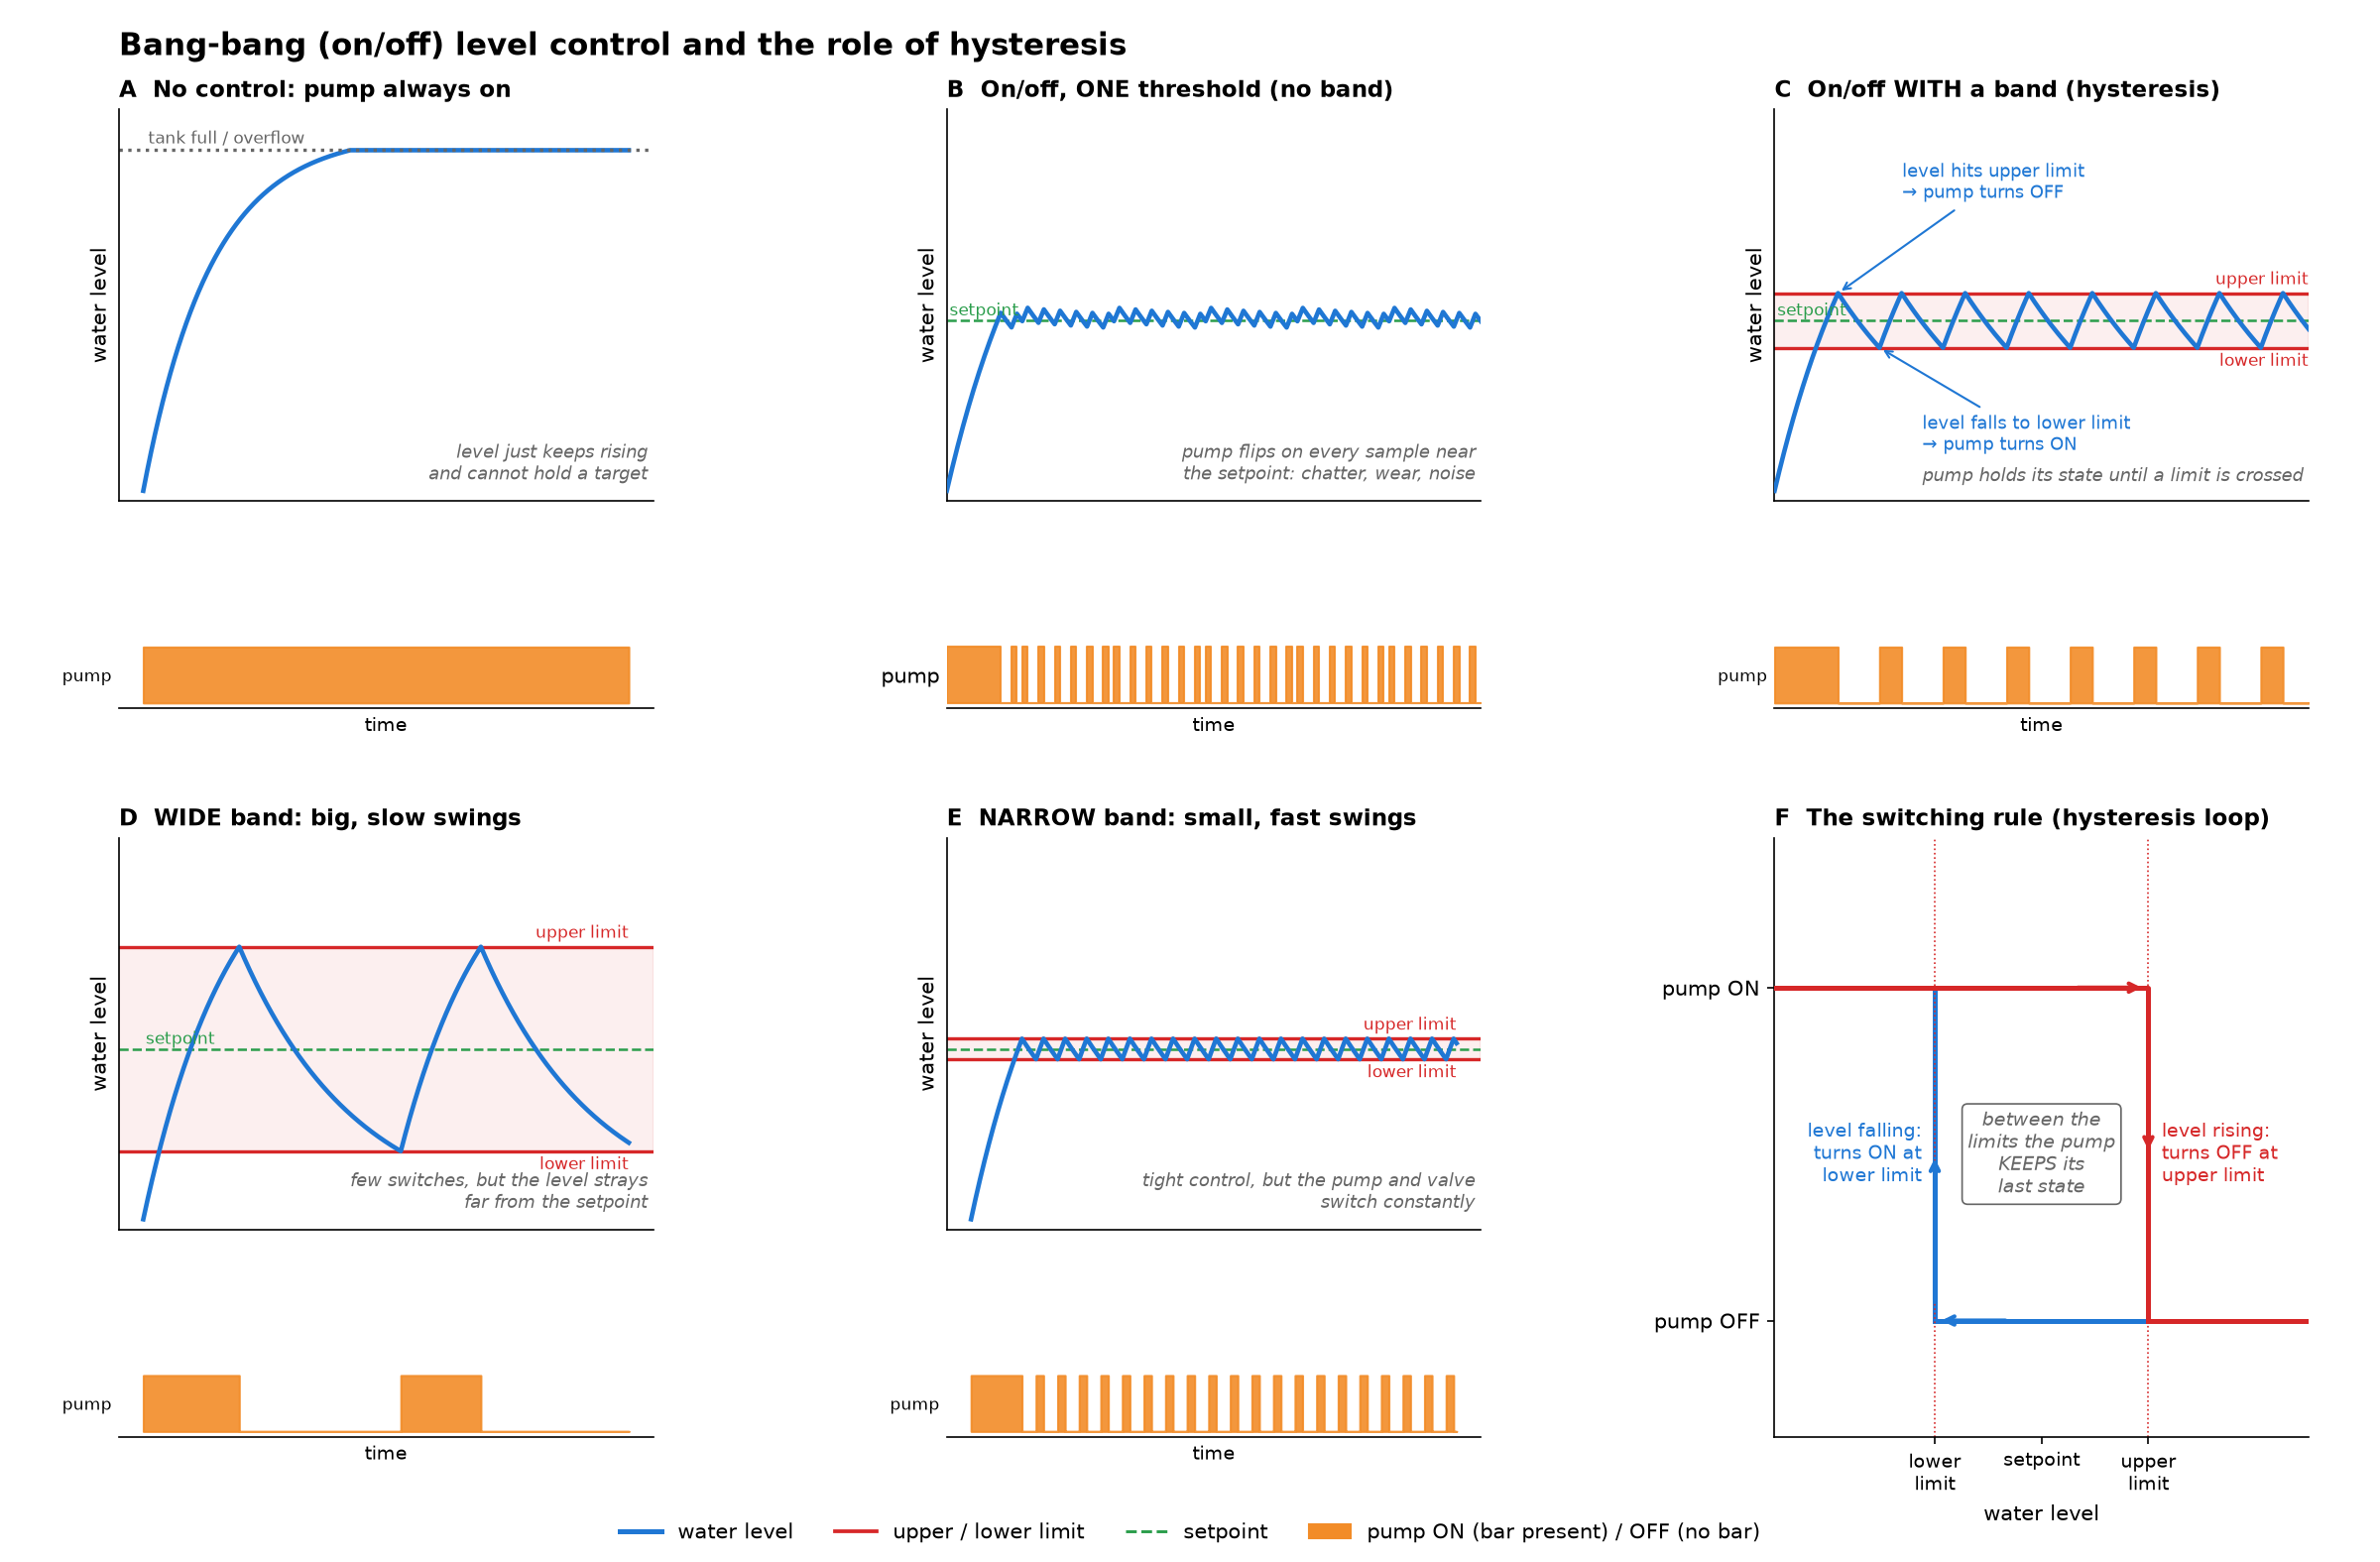 Bang-bang (on/off) level control and the role of hysteresis
A No control: pump always on
tank full / overflow
water level
level just keeps rising
and cannot hold a target
pump
time
B On/off, ONE threshold (no band)
water level
setpoint
pump flips on every sample near
the setpoint: chatter, wear, noise
pump
time
C On/off WITH a band (hysteresis)
level hits upper limit
→ pump turns OFF
water level
upper limit
setpoint
lower limit
level falls to lower limit
→ pump turns ON
pump holds its state until a limit is crossed
pump
time
D WIDE band: big, slow swings
upper limit
water level
setpoint
lower limit
few switches, but the level strays
far from the setpoint
pump
time
E NARROW band: small, fast swings
water level
upper limit
lower limit
tight control, but the pump and valve
switch constantly
pump
time
F The switching rule (hysteresis loop)
pump ON
level falling:
turns ON at
lower limit
between the
limits the pump
KEEPS its
last state
level rising:
turns OFF at
upper limit
pump OFF
lower
limit
setpoint
upper
limit
water level
water level
upper / lower limit
setpoint
pump ON (bar present) / OFF (no bar)